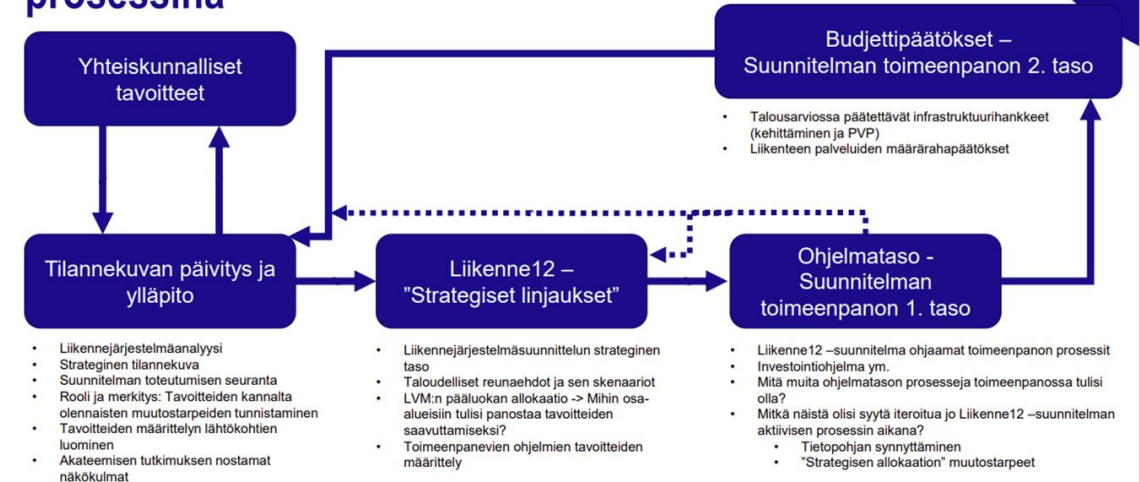 prosessina
Yhteiskunnalliset
tavoitteet
Budjettipäätökset –
Suunnitelman toimeenpanon 2. taso
• Talousarviossa päätettävät infrastruktuurihankkeet
(kehittäminen ja PVP)
• Liikenteen palveluiden määrärahapäätökset
Tilannekuvan päivitys ja
ylläpito
• Liikennejärjestelmäanalyysi
• Strateginen tilannekuva
• Suunnitelman toteutumisen seuranta
• Rooli ja merkitys: Tavoitteiden kannalta
olennaisten muutostarpeiden tunnistaminen
• Tavoitteiden määrittelyn lähtökohtien
luominen
• Akateemisen tutkimuksen nostamat
näkökulmat
Liikenne12 –
”Strategiset linjaukset”
• Liikennejärjestelmäsuunnittelun strateginen
taso
• Taloudelliset reunaehdot ja sen skenaariot
• LVM:n pääluokan allokaatio -> Mihin osa-
alueisiin tulisi panostaa tavoitteiden
saavuttamiseksi?
• Toimeenpanevien ohjelmien tavoitteiden
määrittely
Ohjelmataso -
Suunnitelman
toimeenpanon 1. taso
• Liikenne12 –suunnitelma ohjaamat toimeenpanon prosessit
• Investointiohjelma ym.
• Mitä muita ohjelmatason prosesseja toimeenpanossa tulisi
olla?
• Mitkä näistä olisi syytä iteroitua jo Liikenne12 –suunnitelman
aktiivisen prosessin aikana?
• Tietopohjan synnyttäminen
• ”Strategisen allokaation” muutostarpeet